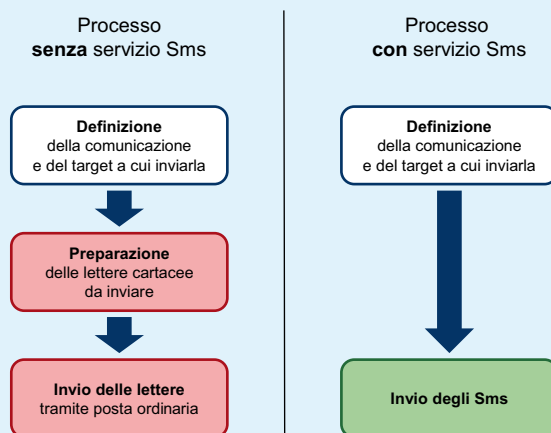 Processo
senza servizio Sms
Definizione
della comunicazione
e del target a cui inviarla
Preparazione
delle lettere cartacee
da inviare
Invio delle lettere
tramite posta ordinaria
Processo
con servizio Sms
Definizione
della comunicazione
e del target a cui inviarla
Invio degli Sms